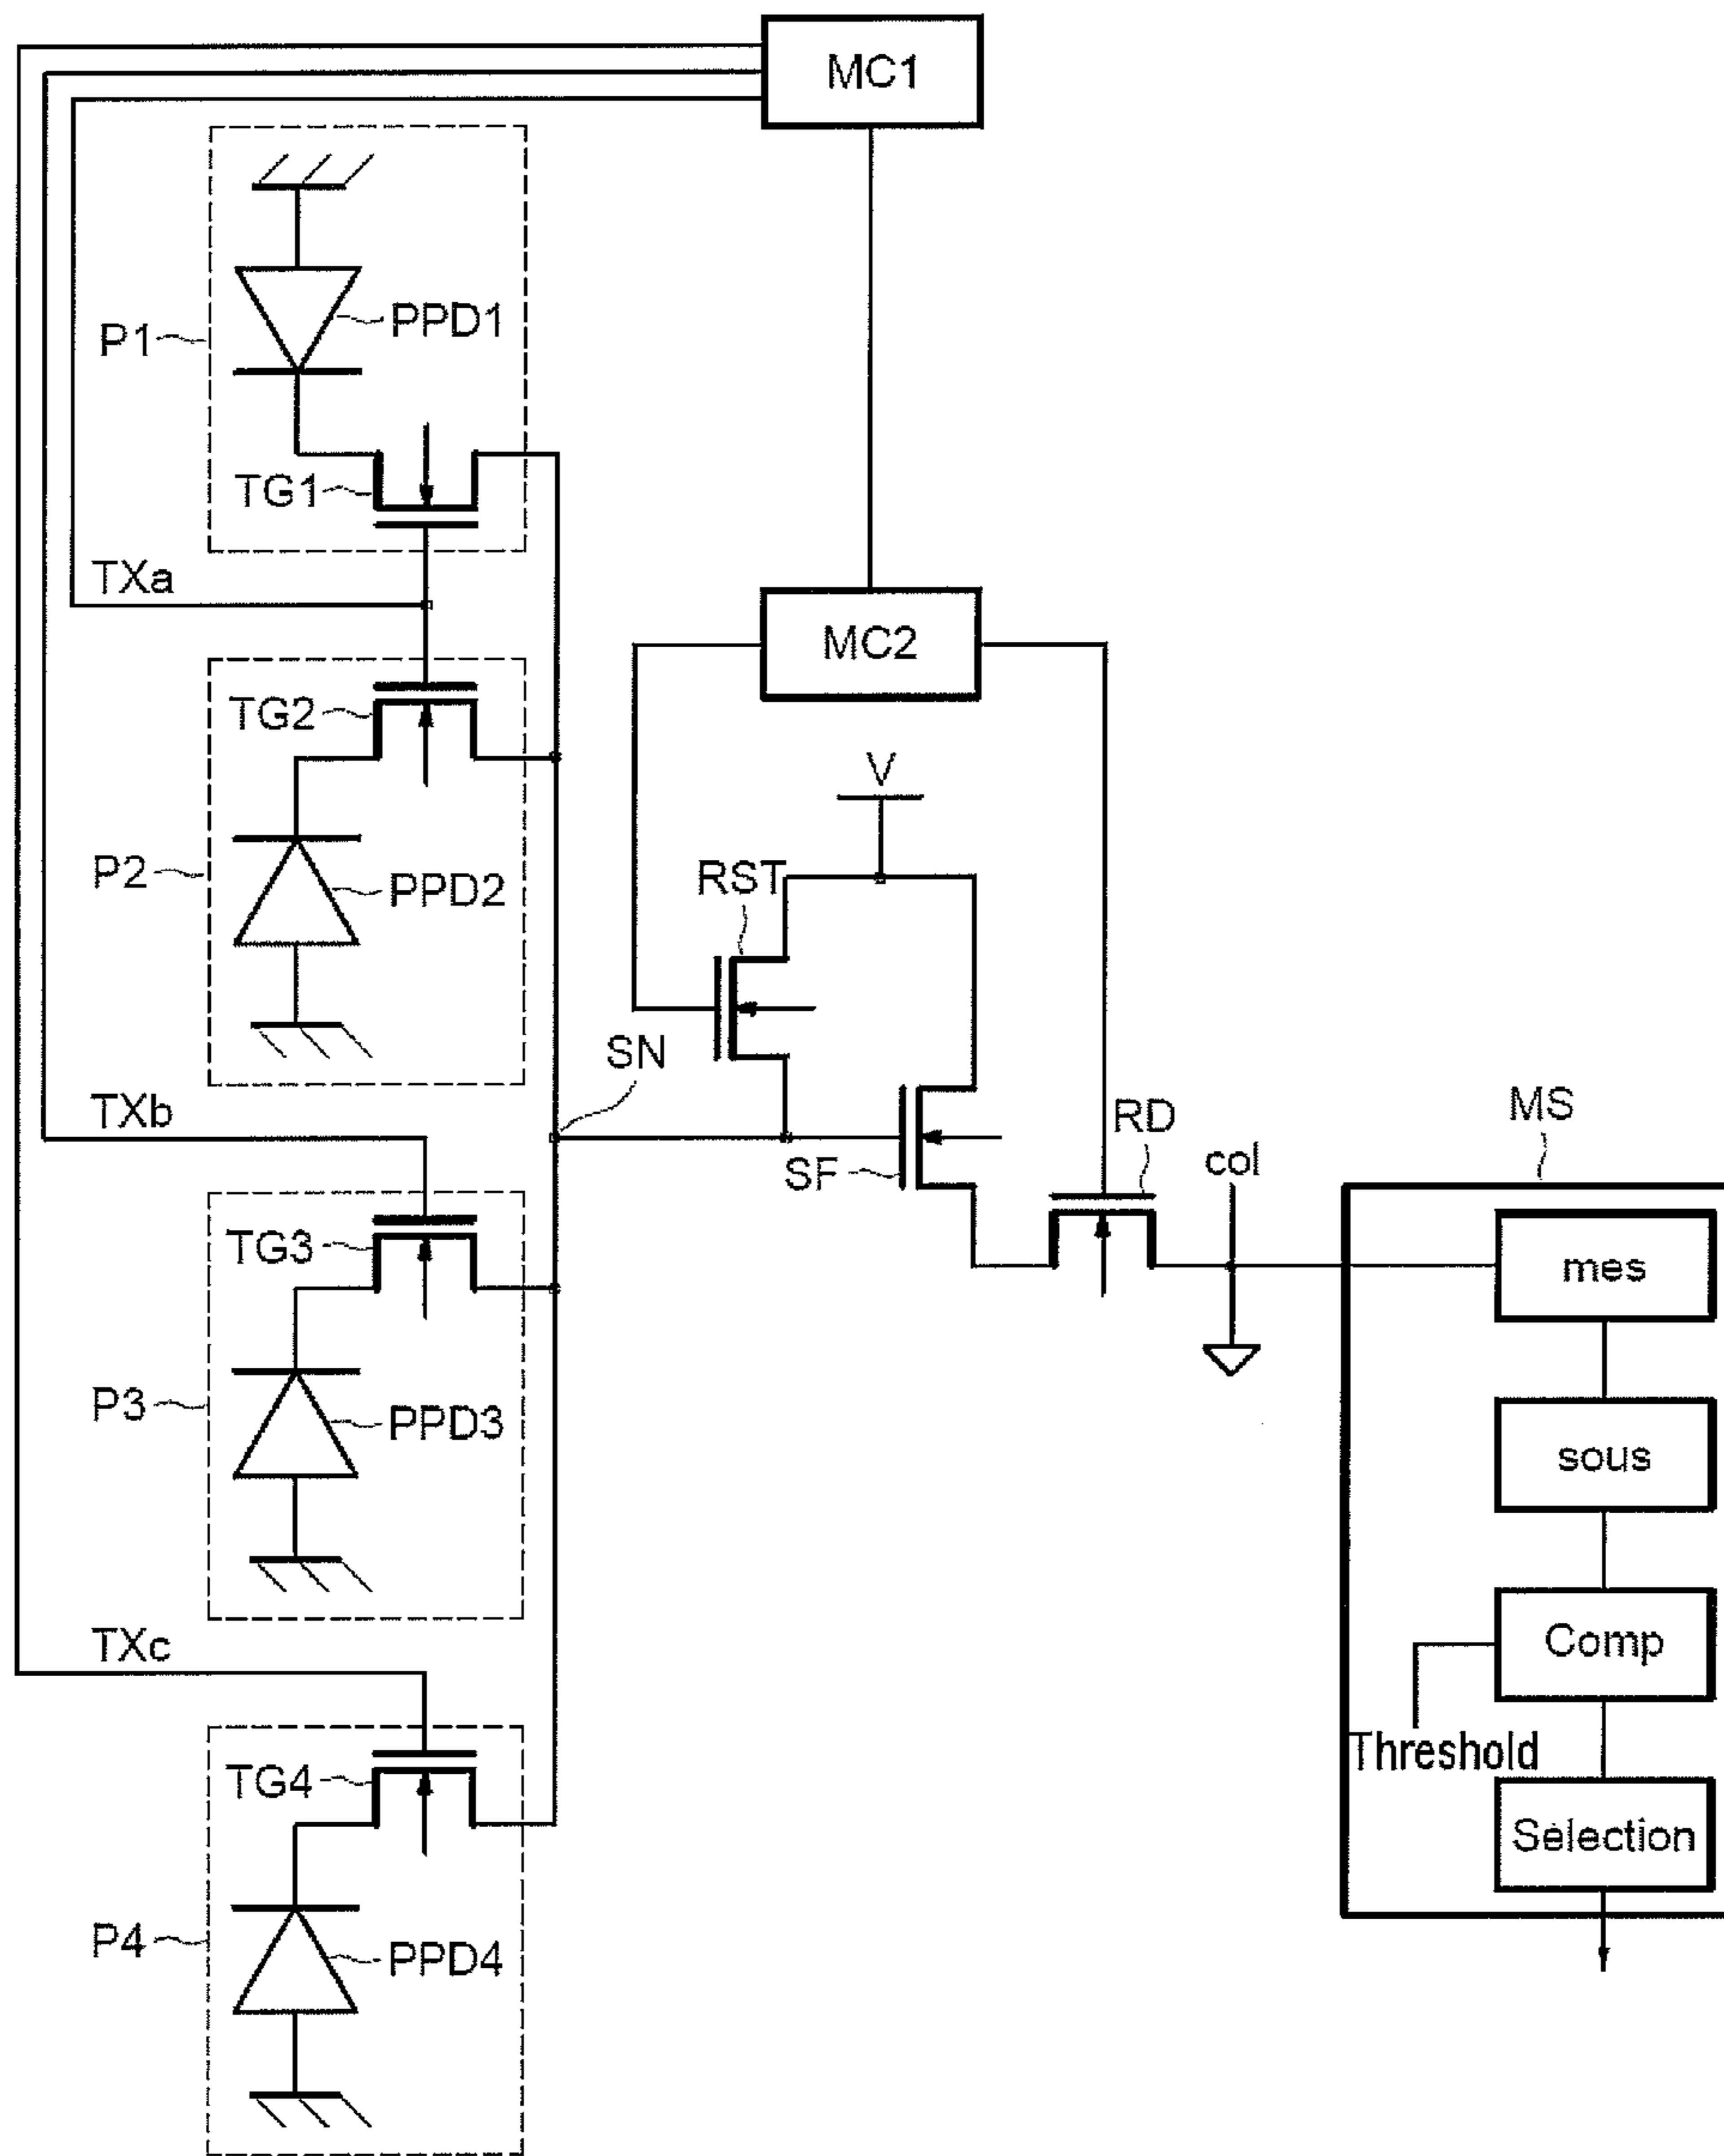 MC1
P1
PPD1
TG1
TXa
MC2
TG2
V
P2
PPD2
RST
SN
TXb
MS
RD
col
SF
TG3
mes
P3
PPD3
sous
TXc
Comp
Threshold
TG4
Sélection
P4
PPD4